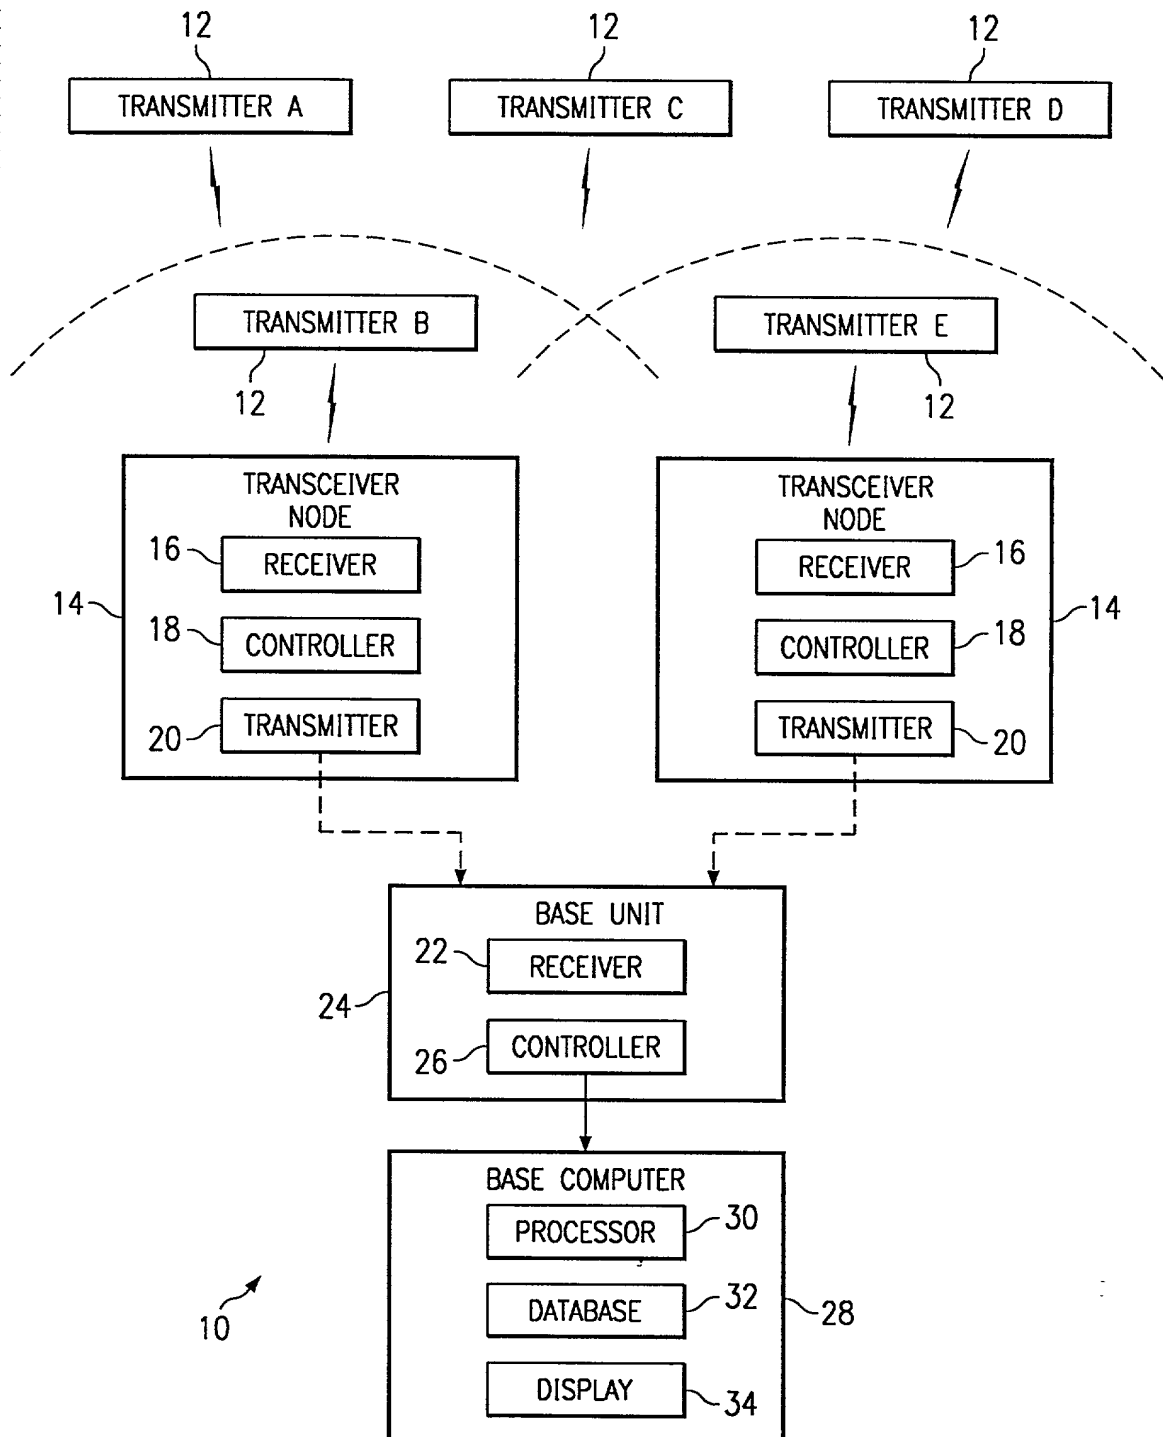 12 12 12
TRANSMITTER A TRANSMITTER C TRANSMITTER D
TRANSMITTER B TRANSMITTER E
12 12
TRANSCEIVER
NODE
16 RECEIVER
14
18 CONTROLLER
20 TRANSMITTER
TRANSCEIVER
NODE
RECEIVER 16
14
CONTROLLER 18
TRANSMITTER 20
BASE UNIT
22 RECEIVER
24
26 CONTROLLER
BASE COMPUTER
PROCESSOR 30
DATABASE 32
28
10
DISPLAY 34